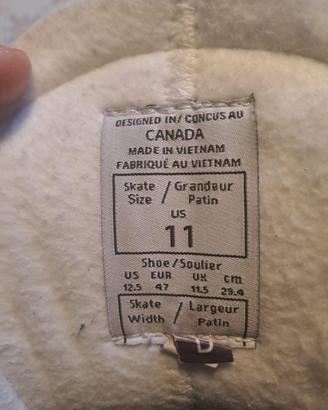 DESIGNED IN/ CONCUS AU
CANADA
MADE IN VIETNAM
FABRIQUÉ AU VIETNAM
Skate / Grandeur
Size / Patin
US
11
Shoe/Soulier
US EUR UK cm
12.5 47 11.5 29.4
Skate / Largeur
Width / Patin
D